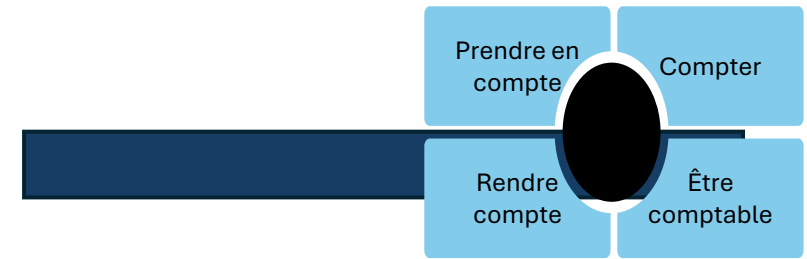 Prendre en
compte
Compter
Rendre
compte
Être
comptable